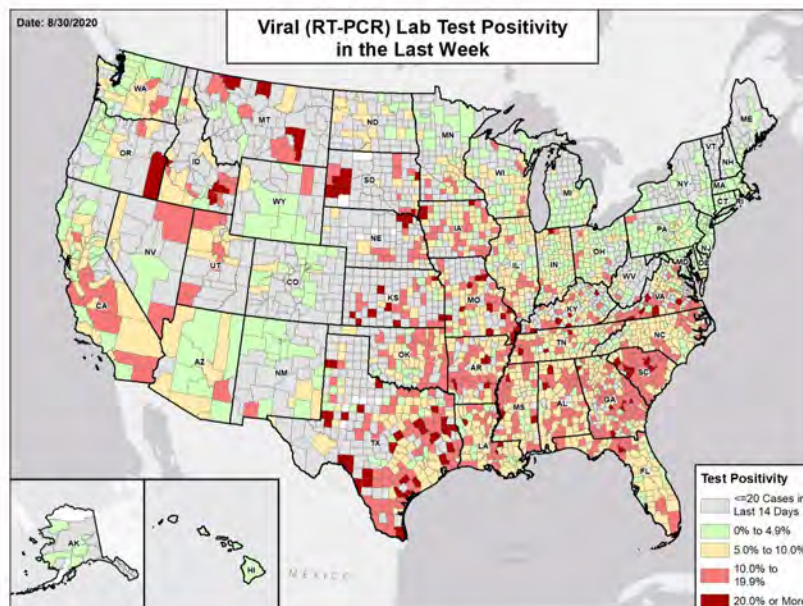 Date: 8/30/2020
Viral (RT-PCR) Lab Test Positivity
in the Last Week
WA
MT
ND
MN
ME
OR
ID
SD
WI
MI
VT
NH
NY
MA
CT
RI
WY
NE
IA
PA
NJ
NV
UT
CO
IL
IN
OH
MD
DE
WV
CA
KS
MO
KY
VA
AZ
NM
OK
AR
TN
NC
SC
TX
LA
MS
AL
GA
FL
AK
HI
MEXICO
Test Positivity
<=20 Cases in
Last 14 Days
0% to 4.9%
5.0% to 10.0%
10.0% to
19.9%
20.0% or More